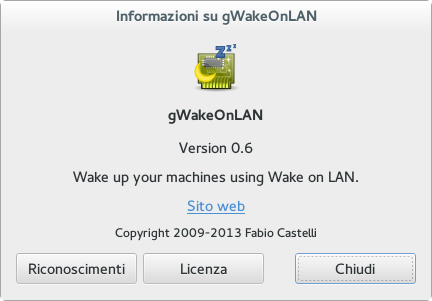 Informazioni su gWakeOnLAN
zzz
gWakeOnLAN
Version 0.6
Wake up your machines using Wake on LAN.
Sito web
Copyright 2009-2013 Fabio Castelli
Riconoscimenti
Licenza
Chiudi